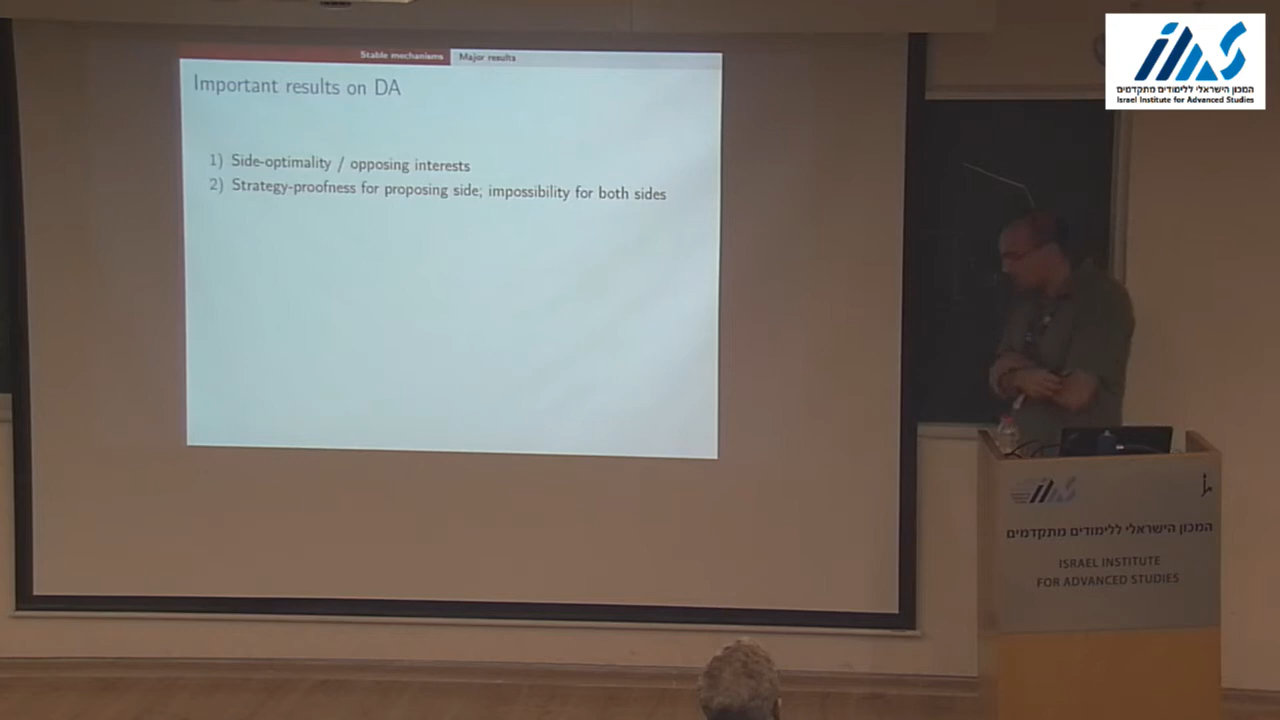 Stable mechanisms
Major results
Important results on DA
1) Side-optimality / opposing interests
2) Strategy-proofness for proposing side; impossibility for both sides
המכון הישראלי ללימודים מתקדמים
Israel Institute for Advanced Studies
המכון הישראלי ללימודים מתקדמים
ISRAEL INSTITUTE
FOR ADVANCED STUDIES